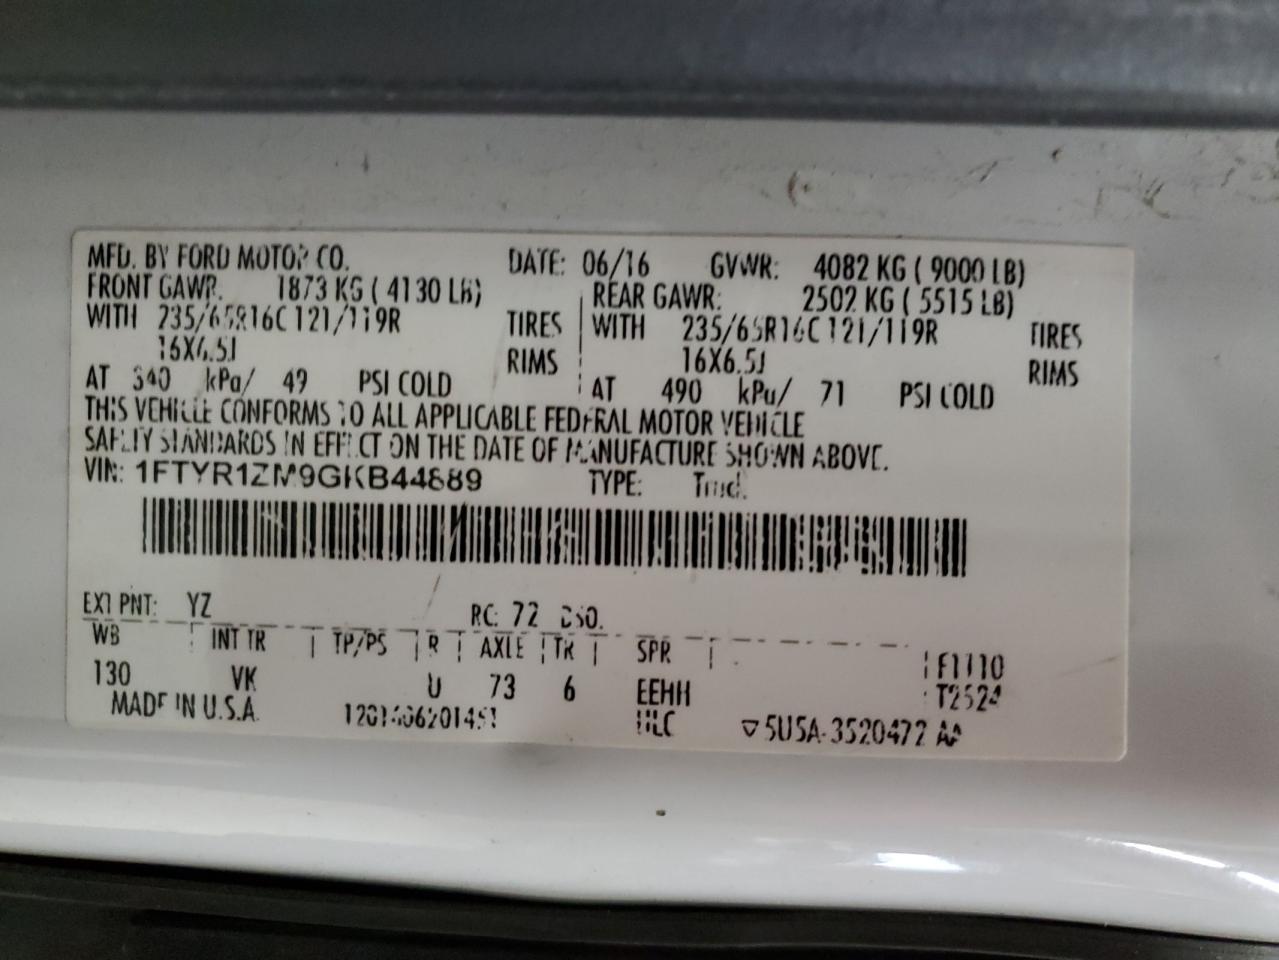 MFD. BY FORD MOTOR CO. DATE: 06/16 GVWR: 4082 KG ( 9000 LB)
FRONT GAWR: 1873 KG ( 4130 LB) REAR GAWR: 2502 KG ( 5515 LB)
WITH 235/65R16C 121/119R TIRES WITH 235/65R16C 121/119R TIRES
16X6.5J RIMS 16X6.5J RIMS
AT 340 kPa/ 49 PSI COLD AT 490 kPa/ 71 PSI COLD
THIS VEHICLE CONFORMS TO ALL APPLICABLE FEDERAL MOTOR VEHICLE
SAFETY STANDARDS IN EFFECT ON THE DATE OF MANUFACTURE SHOWN ABOVE.
VIN: 1FTYR1ZM9GKB44889 TYPE: Truck
EXT PNT: YZ RC: 72 DSO:
WB INT TR TP/PS R AXLE TR SPR
130 VK U 73 6 EEHH F1110
T2524
MADE IN U.S.A. HLC ▽5U5A-3520472 AA